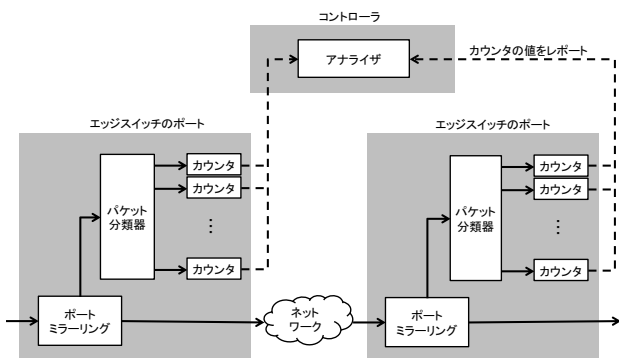 コントローラ
アナライザ
カウンタの値をレポート
エッジスイッチのポート
パケット
分類器
カウンタ
カウンタ
⋮
カウンタ
ポート
ミラーリング
ネット
ワーク
エッジスイッチのポート
パケット
分類器
カウンタ
カウンタ
⋮
カウンタ
ポート
ミラーリング